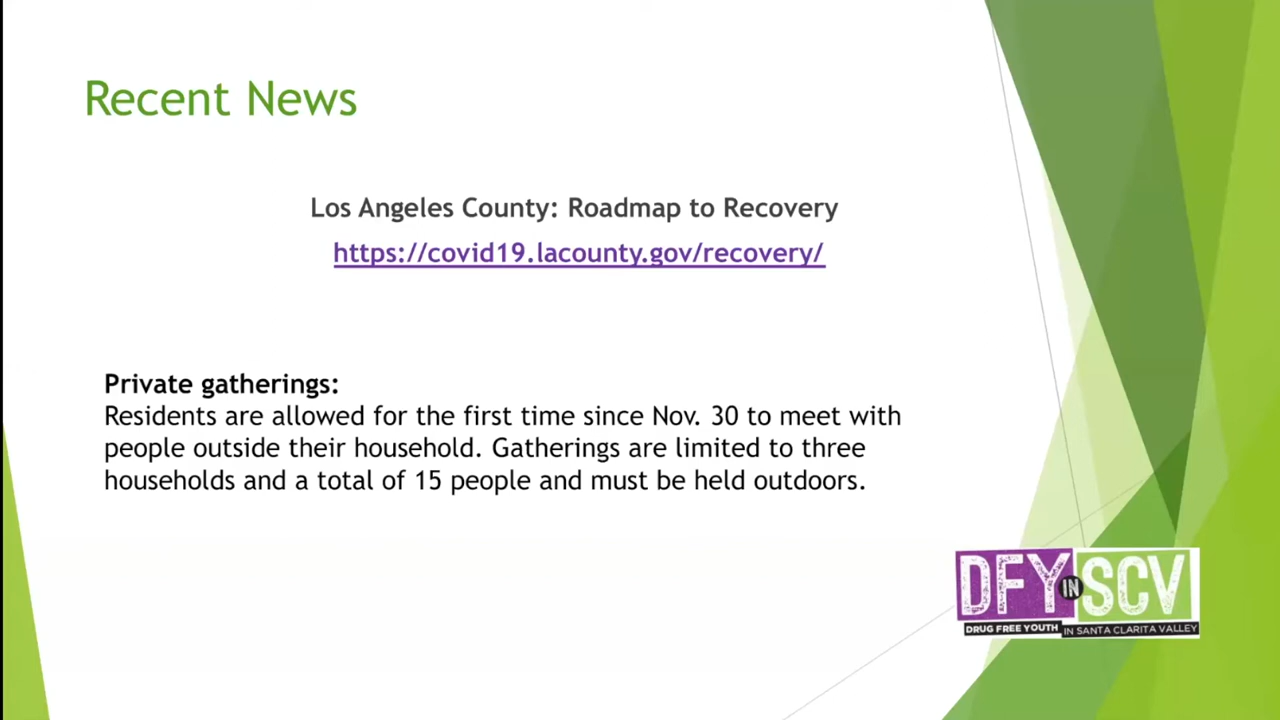 Recent News
Los Angeles County: Roadmap to Recovery
https://covid19.lacounty.gov/recovery/
Private gatherings:
Residents are allowed for the first time since Nov. 30 to meet with
people outside their household. Gatherings are limited to three
households and a total of 15 people and must be held outdoors.
DFY IN SCV
DRUG FREE YOUTH IN SANTA CLARITA VALLEY